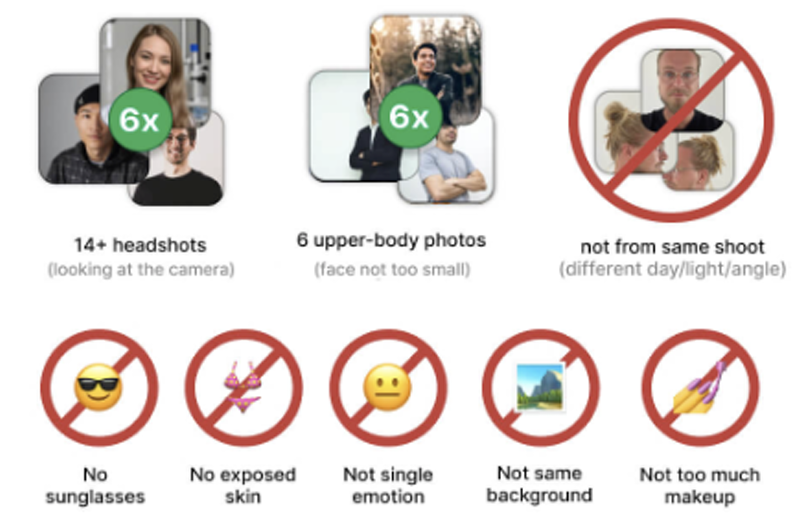 6x
6x
14+ headshots
(looking at the camera)
6 upper-body photos
(face not too small)
not from same shoot
(different day/light/angle)
No
sunglasses
No exposed
skin
Not single
emotion
Not same
background
Not too much
makeup